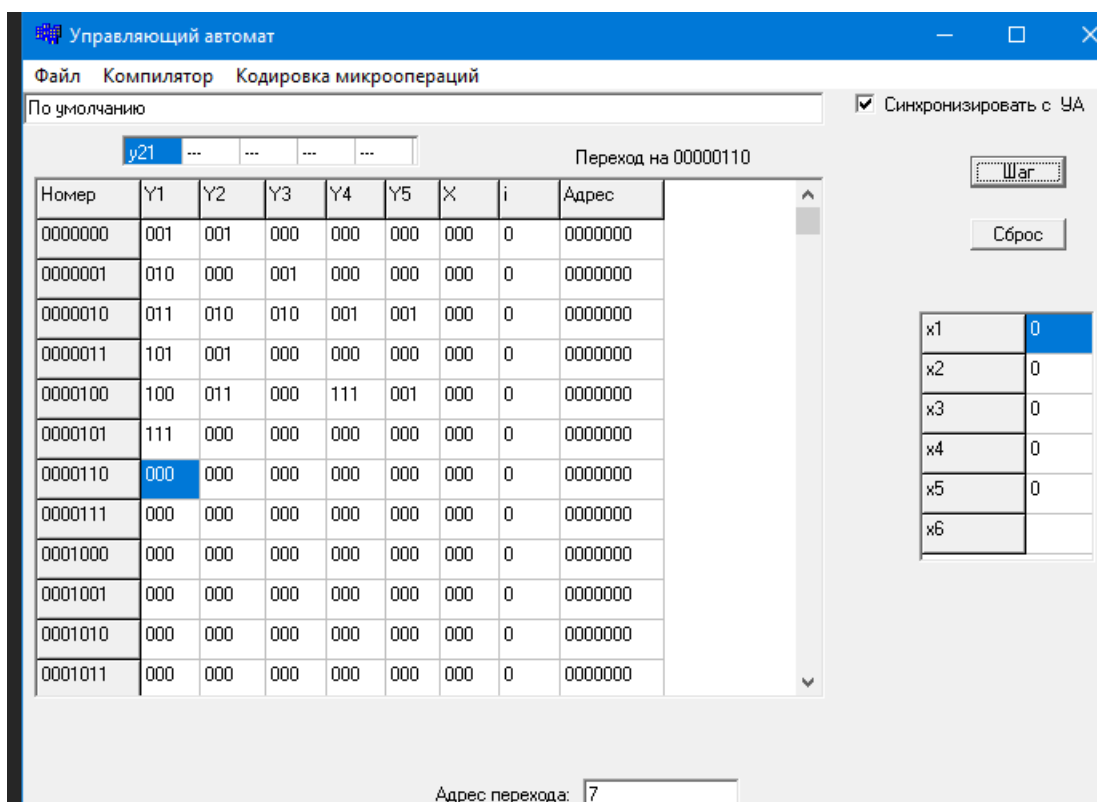 Управляющий автомат
Файл Компилятор Кодировка микроопераций
По умолчанию
Синхронизировать с УА
y21 --- --- --- ---
Переход на 00000110
Шаг
Сброс
Номер Y1 Y2 Y3 Y4 Y5 X i Адрес
0000000 001 001 000 000 000 000 0 0000000
0000001 010 000 001 000 000 000 0 0000000
0000010 011 010 010 001 001 000 0 0000000
0000011 101 001 000 000 000 000 0 0000000
0000100 100 011 000 111 001 000 0 0000000
0000101 111 000 000 000 000 000 0 0000000
0000110 000 000 000 000 000 000 0 0000000
0000111 000 000 000 000 000 000 0 0000000
0001000 000 000 000 000 000 000 0 0000000
0001001 000 000 000 000 000 000 0 0000000
0001010 000 000 000 000 000 000 0 0000000
0001011 000 000 000 000 000 000 0 0000000
x1 0
x2 0
x3 0
x4 0
x5 0
x6
Адрес перехода: 7